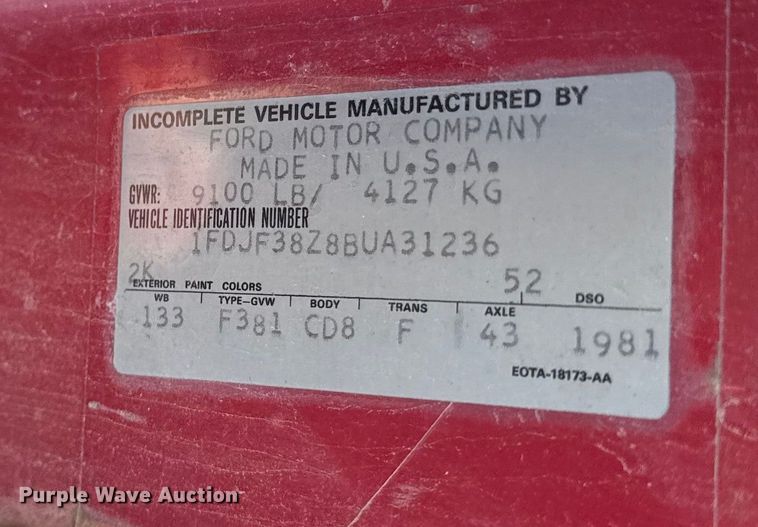 INCOMPLETE VEHICLE MANUFACTURED BY
FORD MOTOR COMPANY
MADE IN U.S.A.
GVWR: 9100 LB/ 4127 KG
VEHICLE IDENTIFICATION NUMBER
1FDJF38Z8BUA31236
2K 52
EXTERIOR PAINT COLORS DSO
WB TYPE-GVW BODY TRANS AXLE
133 F381 CD8 F 43 1981
EOTA-18173-AA
Purple Wave Auction